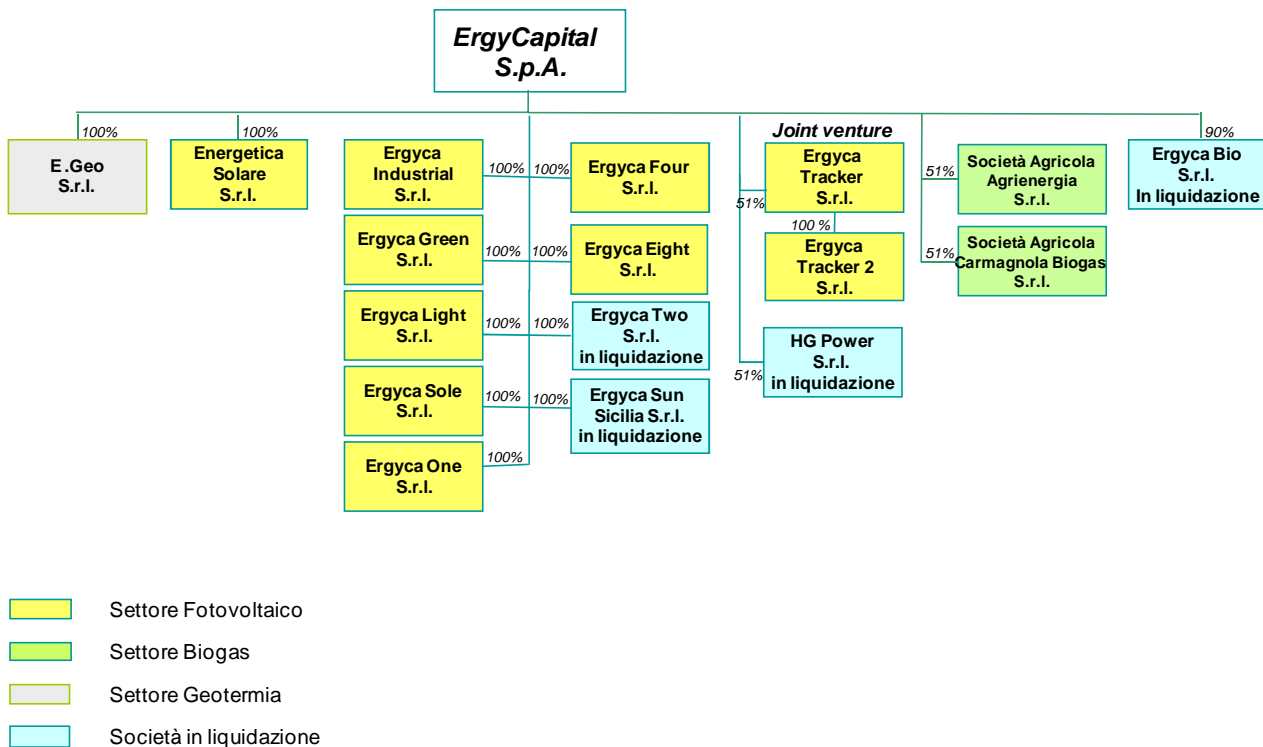 ErgyCapital
S.p.A.
100%
E.Geo
S.r.l.
100%
Energetica
Solare
S.r.l.
Ergyca
Industrial
S.r.l.
100%
100%
Ergyca Four
S.r.l.
Ergyca Green
S.r.l.
100%
100%
Ergyca Eight
S.r.l.
Ergyca Light
S.r.l.
100%
100%
Ergyca Two
S.r.l.
in liquidazione
Ergyca Sole
S.r.l.
100%
100%
Ergyca Sun
Sicilia S.r.l.
in liquidazione
Ergyca One
S.r.l.
100%
Joint venture
Ergyca
Tracker
S.r.l.
51%
100 %
Ergyca
Tracker 2
S.r.l.
HG Power
S.r.l.
in liquidazione
51%
51%
Società Agricola
Agrienergia
S.r.l.
51%
Società Agricola
Carmagnola Biogas
S.r.l.
90%
Ergyca Bio
S.r.l.
In liquidazione
Settore Fotovoltaico
Settore Biogas
Settore Geotermia
Società in liquidazione